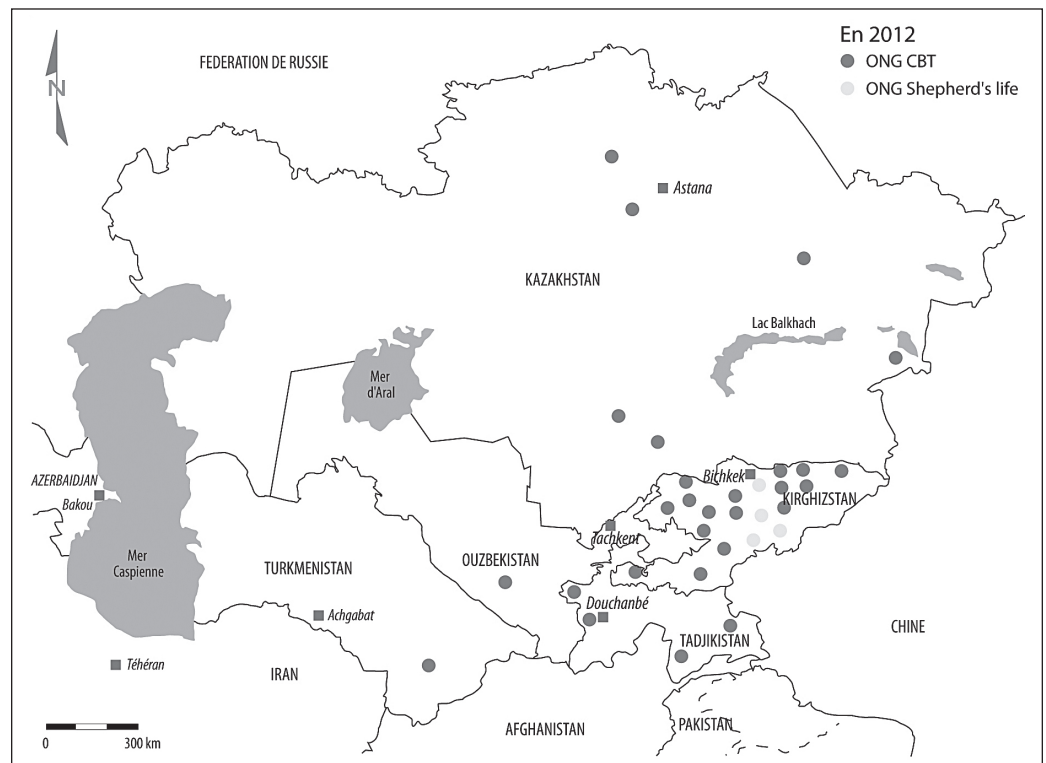 En 2012
ONG CBT
ONG Shepherd's life
N
FEDERATION DE RUSSIE
Astana
KAZAKHSTAN
Lac Balkhach
Mer
d'Aral
AZERBAIDJAN
Bakou
Bichkek
KIRGHIZSTAN
Tachkent
Mer
Caspienne
TURKMENISTAN
OUZBEKISTAN
Achgabat
Douchanbé
TADJIKISTAN
CHINE
Téhéran
IRAN
AFGHANISTAN
PAKISTAN
0 300 km